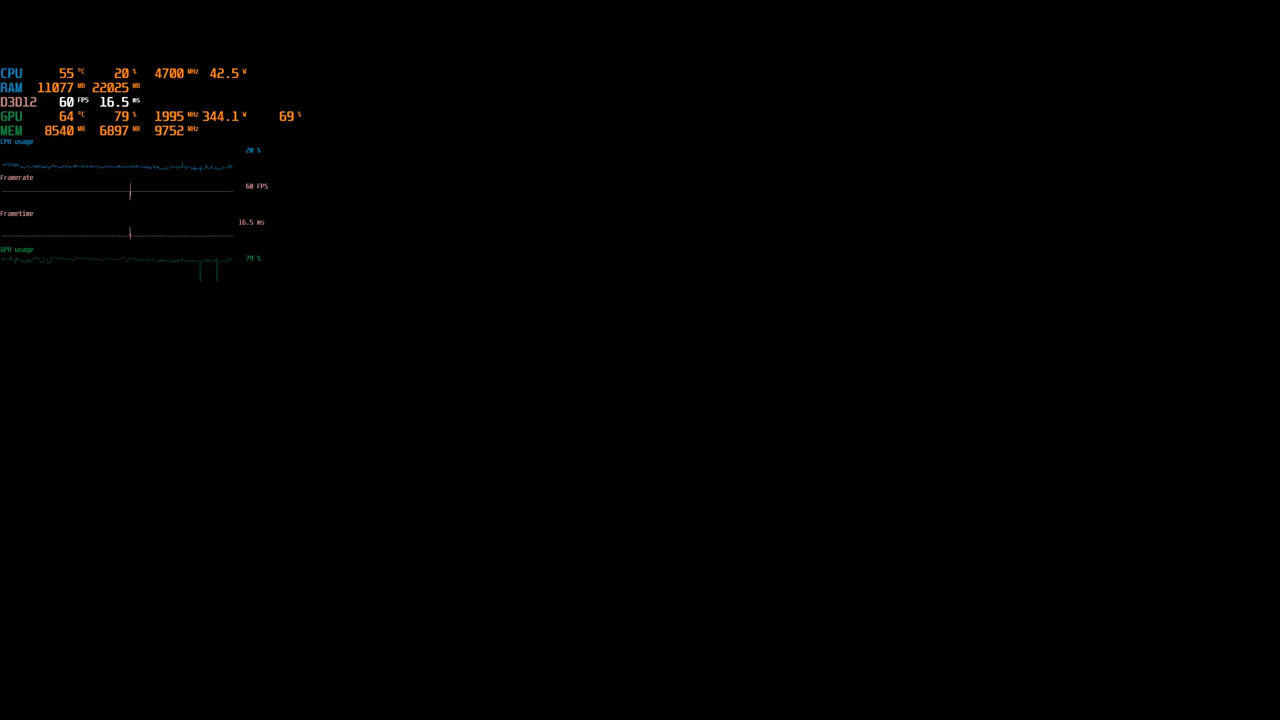 CPU 55 °C 20 % 4700 MHz 42.5 W
RAM 11077 MB 22025 MB
D3D12 60 FPS 16.5 ms
GPU 64 °C 79 % 1995 MHz 344.1 W 69 %
MEM 8540 MB 6897 MB 9752 MHz
CPU usage
20 %
Framerate
60 FPS
Frametime
16.5 ms
GPU usage
79 %